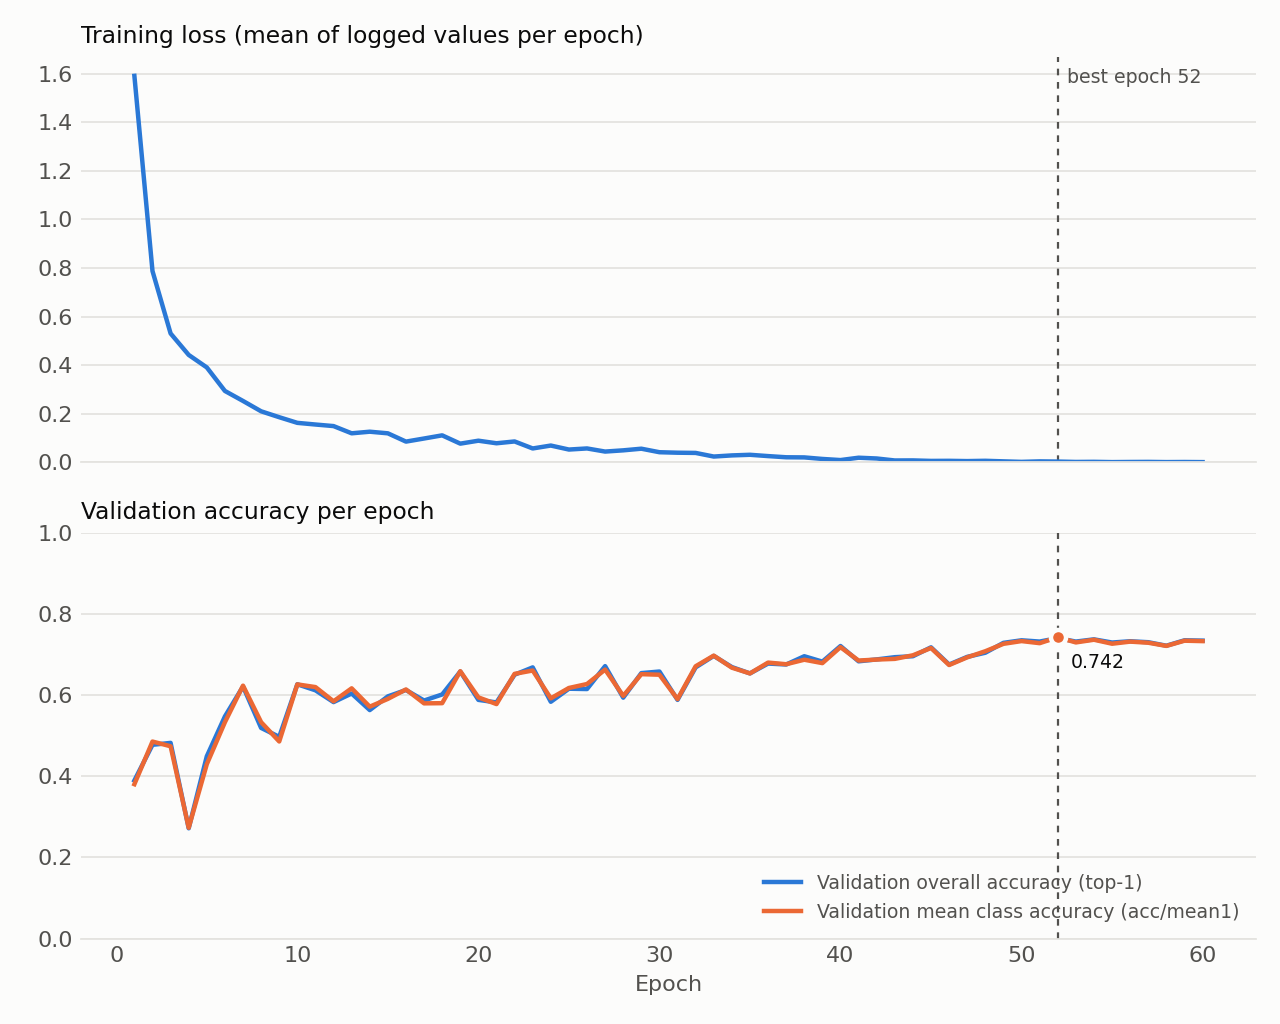 Training loss (mean of logged values per epoch)
1.6
best epoch 52
1.4
1.2
1.0
0.8
0.6
0.4
0.2
0.0
Validation accuracy per epoch
1.0
0.8
0.742
0.6
0.4
0.2
Validation overall accuracy (top-1)
Validation mean class accuracy (acc/mean1)
0.0
0 10 20 30 40 50 60
Epoch